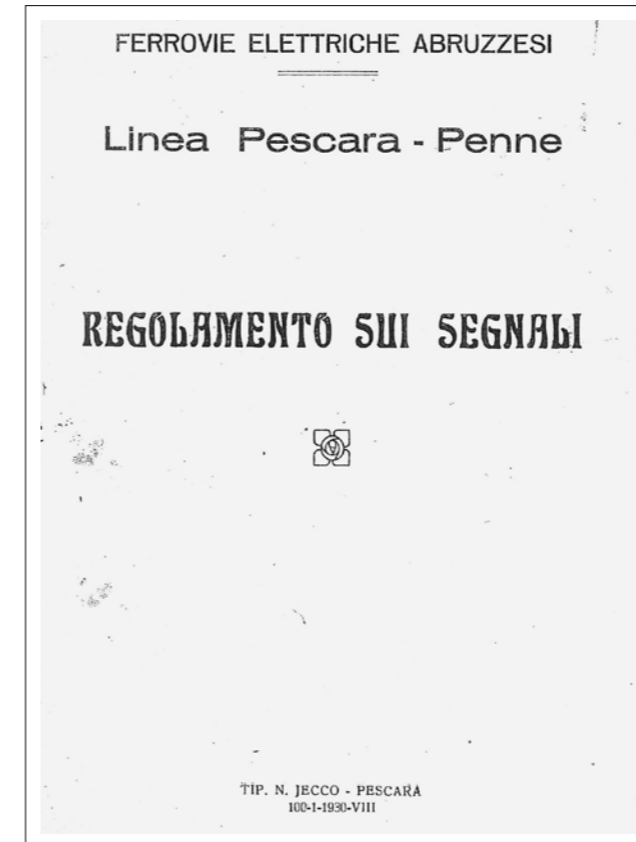 FERROVIE ELETTRICHE ABRUZZESI
Linea Pescara - Penne
REGOLAMENTO SUI SEGNALI
TIP. N. JECCO - PESCARA
100-I-1930-VIII